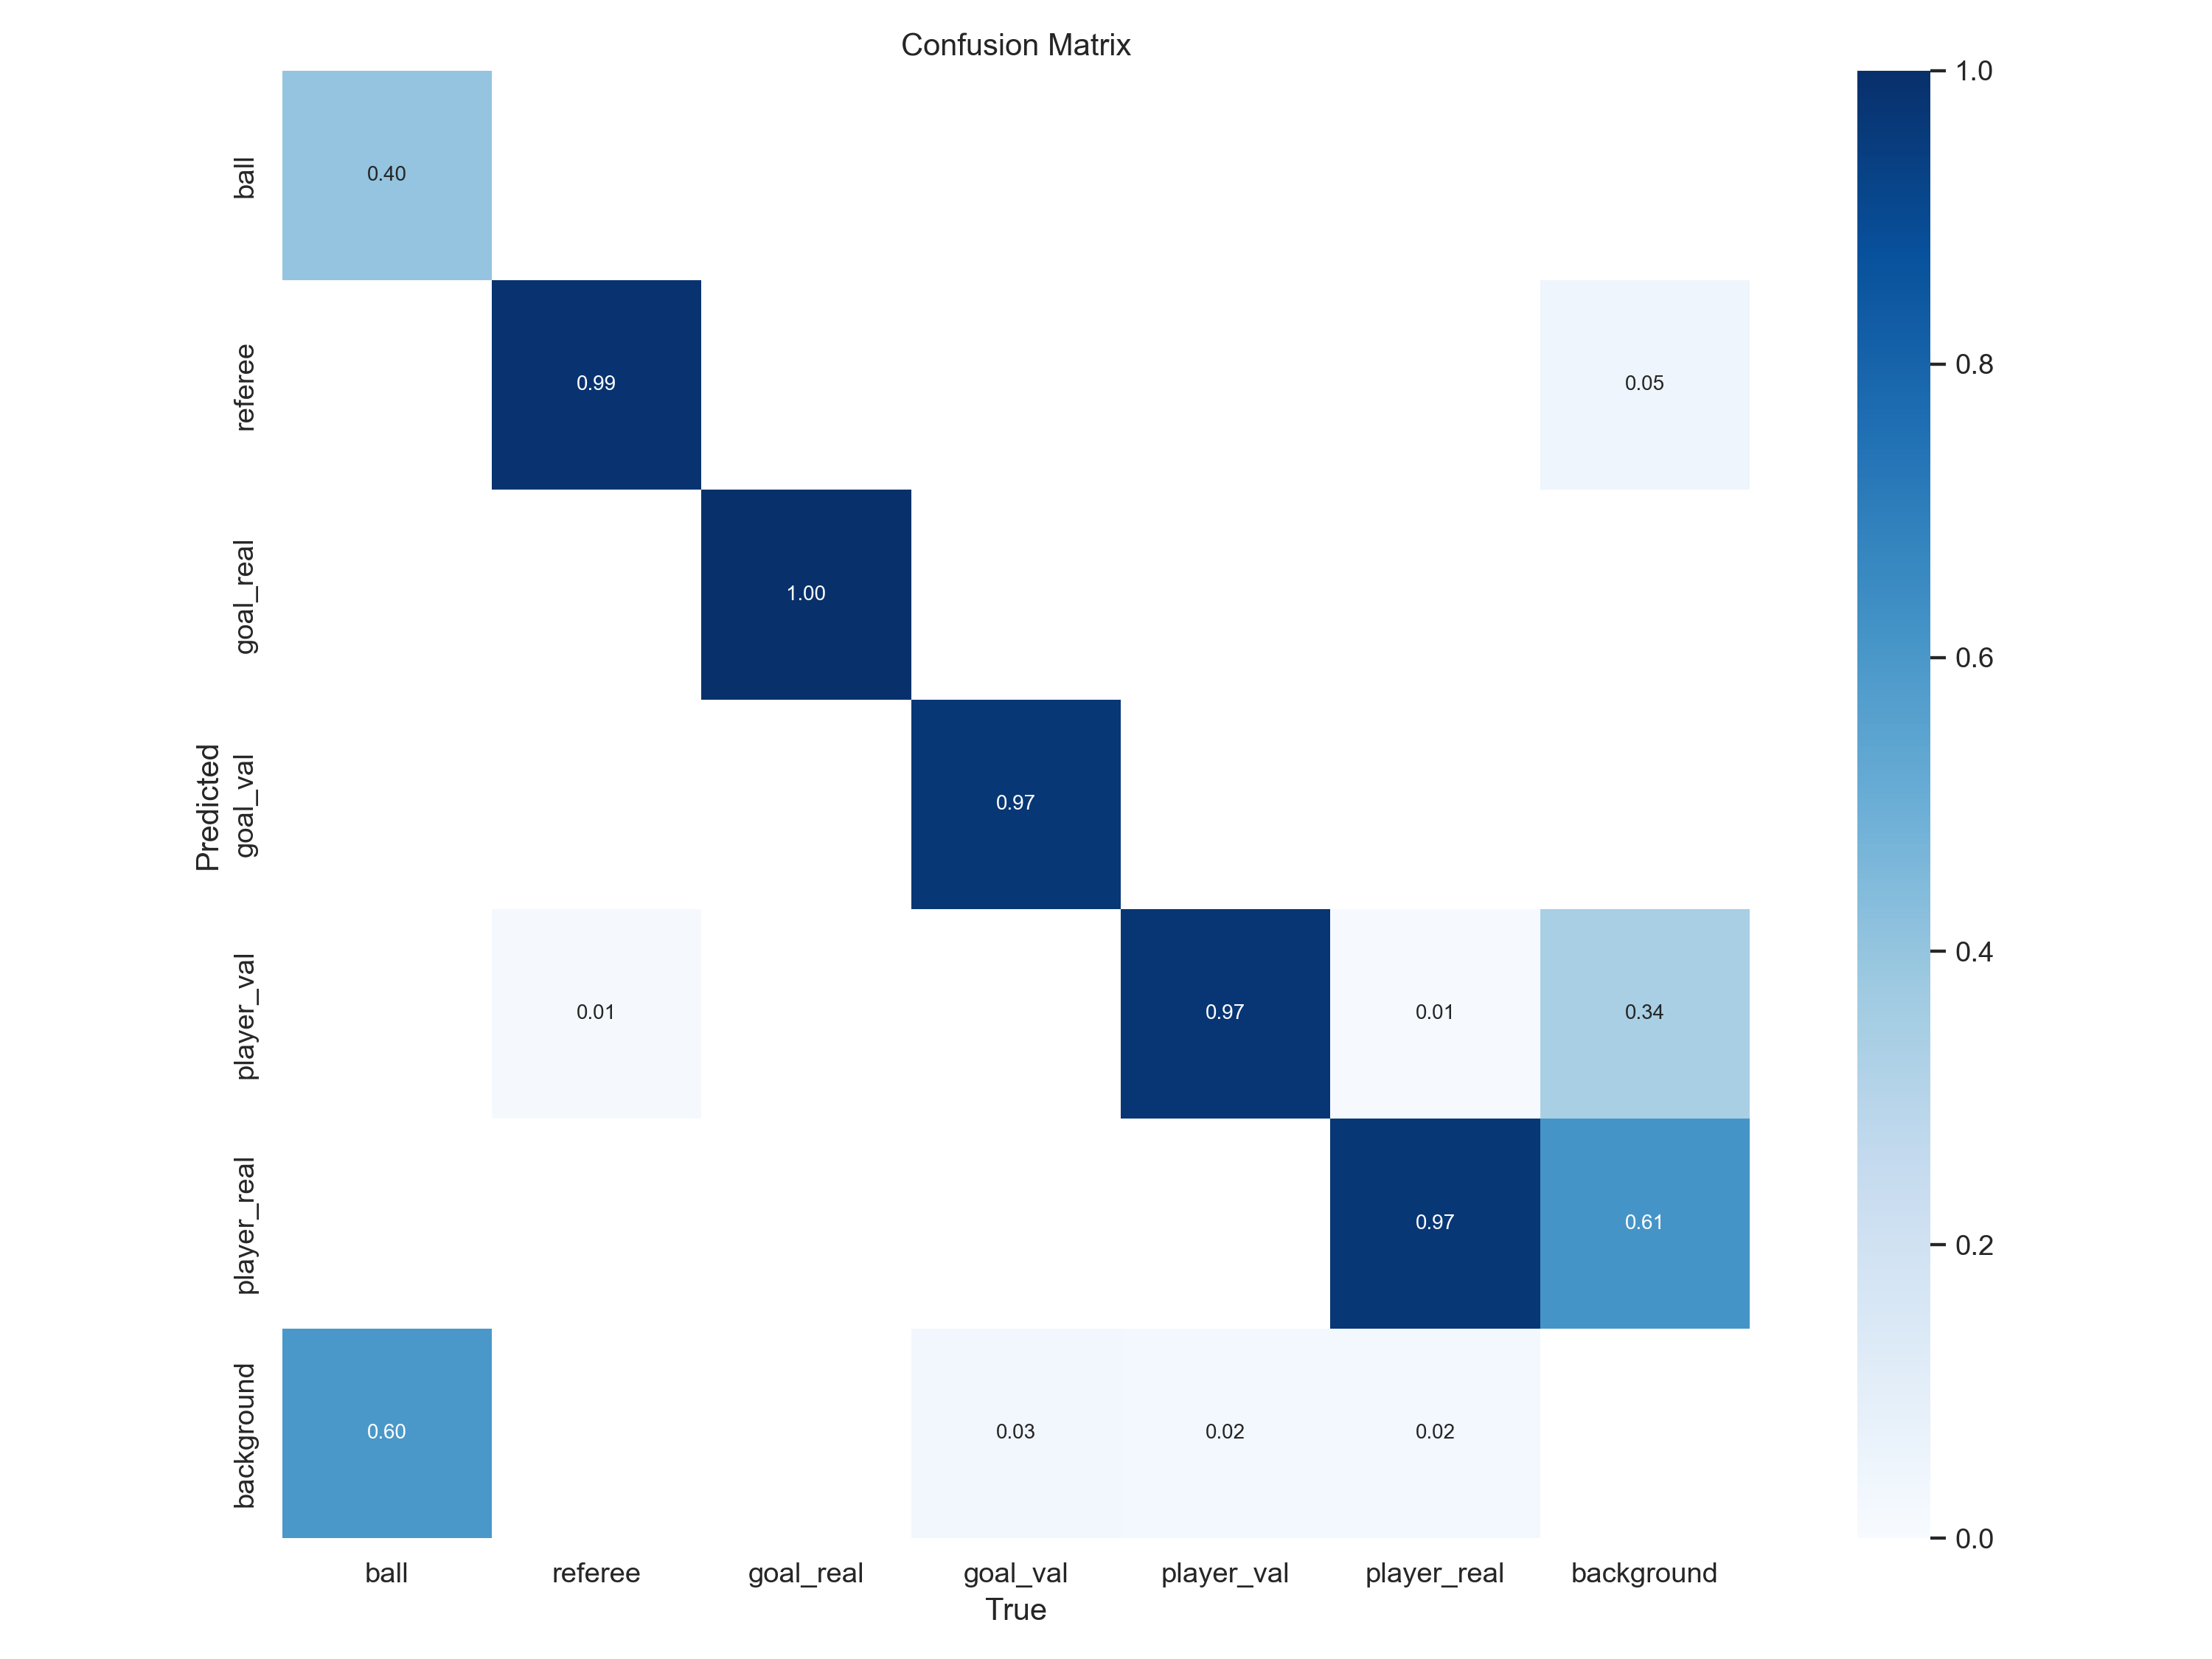 Confusion Matrix
ball
0.40
referee
0.99
0.05
goal_real
1.00
Predicted
goal_val
0.97
player_val
0.01
0.97
0.01
0.34
player_real
0.97
0.61
background
0.60
0.03
0.02
0.02
ball referee goal_real goal_val player_val player_real background
True
1.0
0.8
0.6
0.4
0.2
0.0